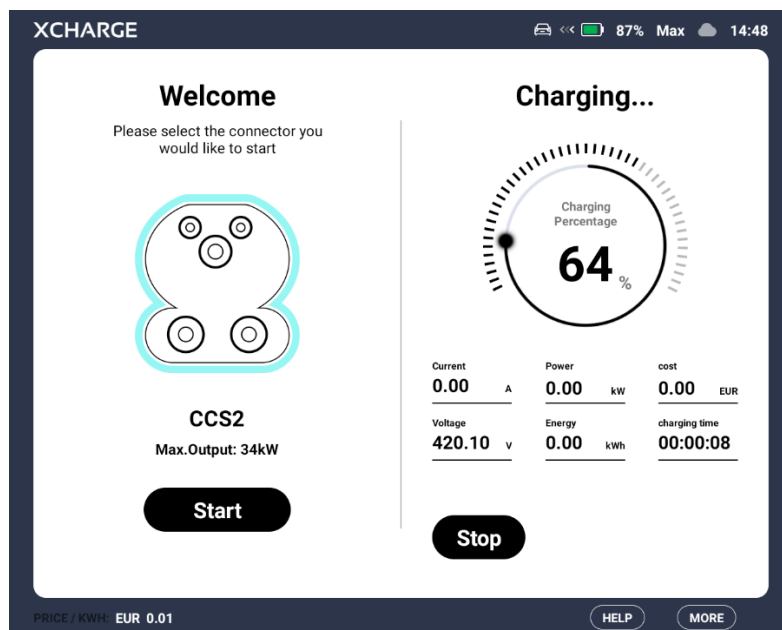 XCHARGE
87% Max 14:48
Welcome
Please select the connector you
would like to start
CCS2
Max.Output: 34kW
Start
Charging...
Charging
Percentage
64 %
Current Power cost
0.00 A 0.00 kW 0.00 EUR
Voltage Energy charging time
420.10 V 0.00 kWh 00:00:08
Stop
PRICE / KWH: EUR 0.01 HELP MORE